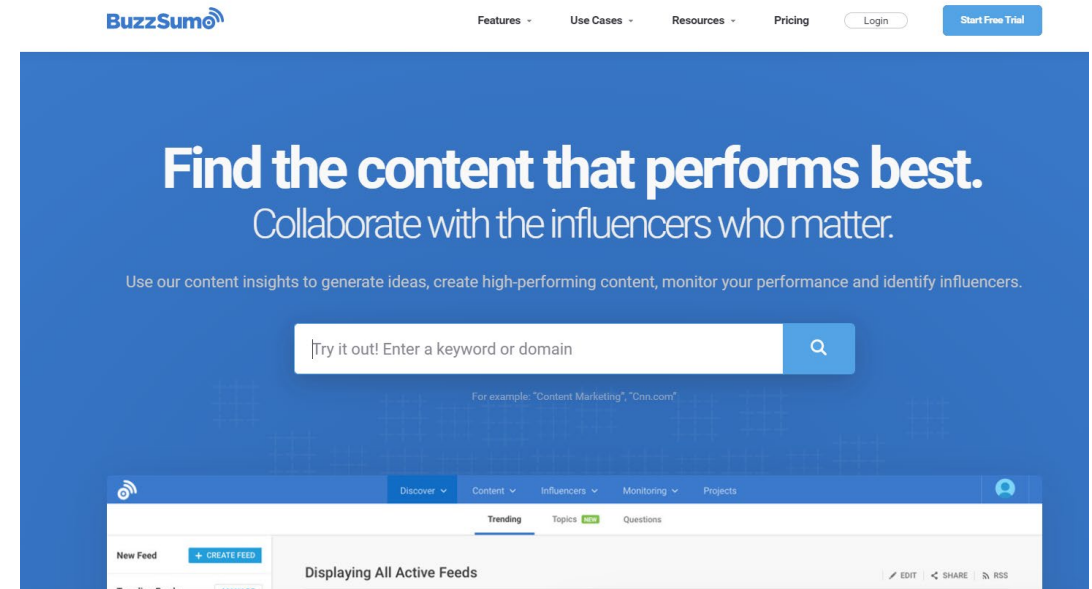 BuzzSumo
Features
Use Cases
Resources
Pricing
Login
Start Free Trial
Find the content that performs best.
Collaborate with the influencers who matter.
Use our content insights to generate ideas, create high-performing content, monitor your performance and identify influencers.
Try it out! Enter a keyword or domain
For example: "Content Marketing", "Cnn.com"
Discover
Content
Influencers
Monitoring
Projects
Trending
Topics NEW
Questions
New Feed
+ CREATE FEED
Displaying All Active Feeds
EDIT
SHARE
RSS